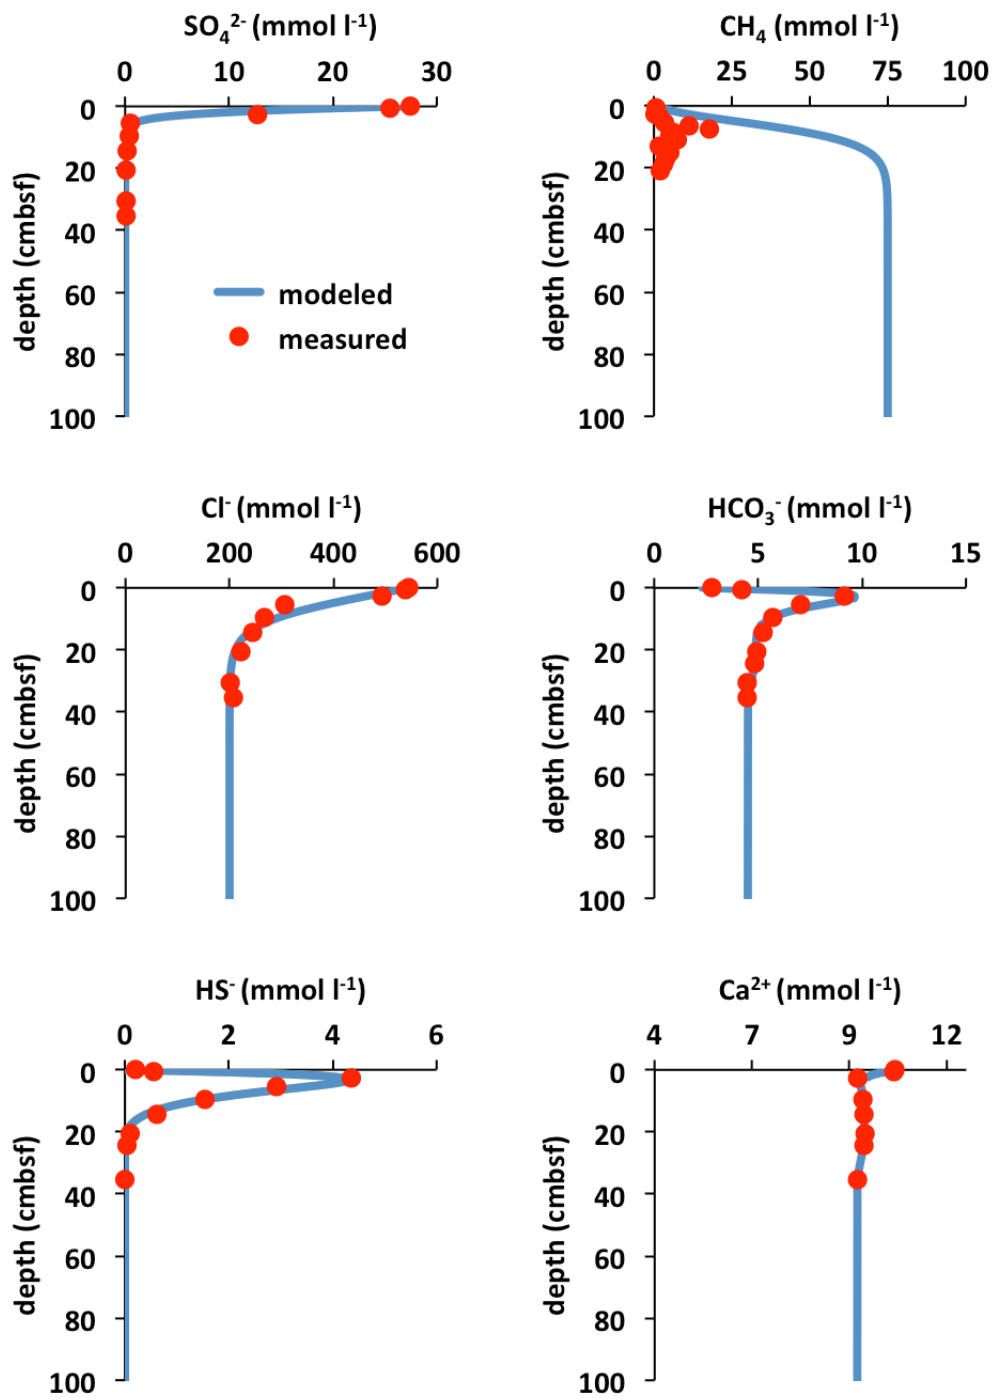 SO₄²⁻ (mmol l⁻¹)
0 10 20 30
0
20
40
60
80
100
depth (cmbsf)
modeled
measured
CH₄ (mmol l⁻¹)
0 25 50 75 100
0
20
40
60
80
100
depth (cmbsf)
Cl⁻ (mmol l⁻¹)
0 200 400 600
0
20
40
60
80
100
depth (cmbsf)
HCO₃⁻ (mmol l⁻¹)
0 5 10 15
0
20
40
60
80
100
depth (cmbsf)
HS⁻ (mmol l⁻¹)
0 2 4 6
0
20
40
60
80
100
depth (cmbsf)
Ca²⁺ (mmol l⁻¹)
4 7 9 12
0
20
40
60
80
100
depth (cmbsf)